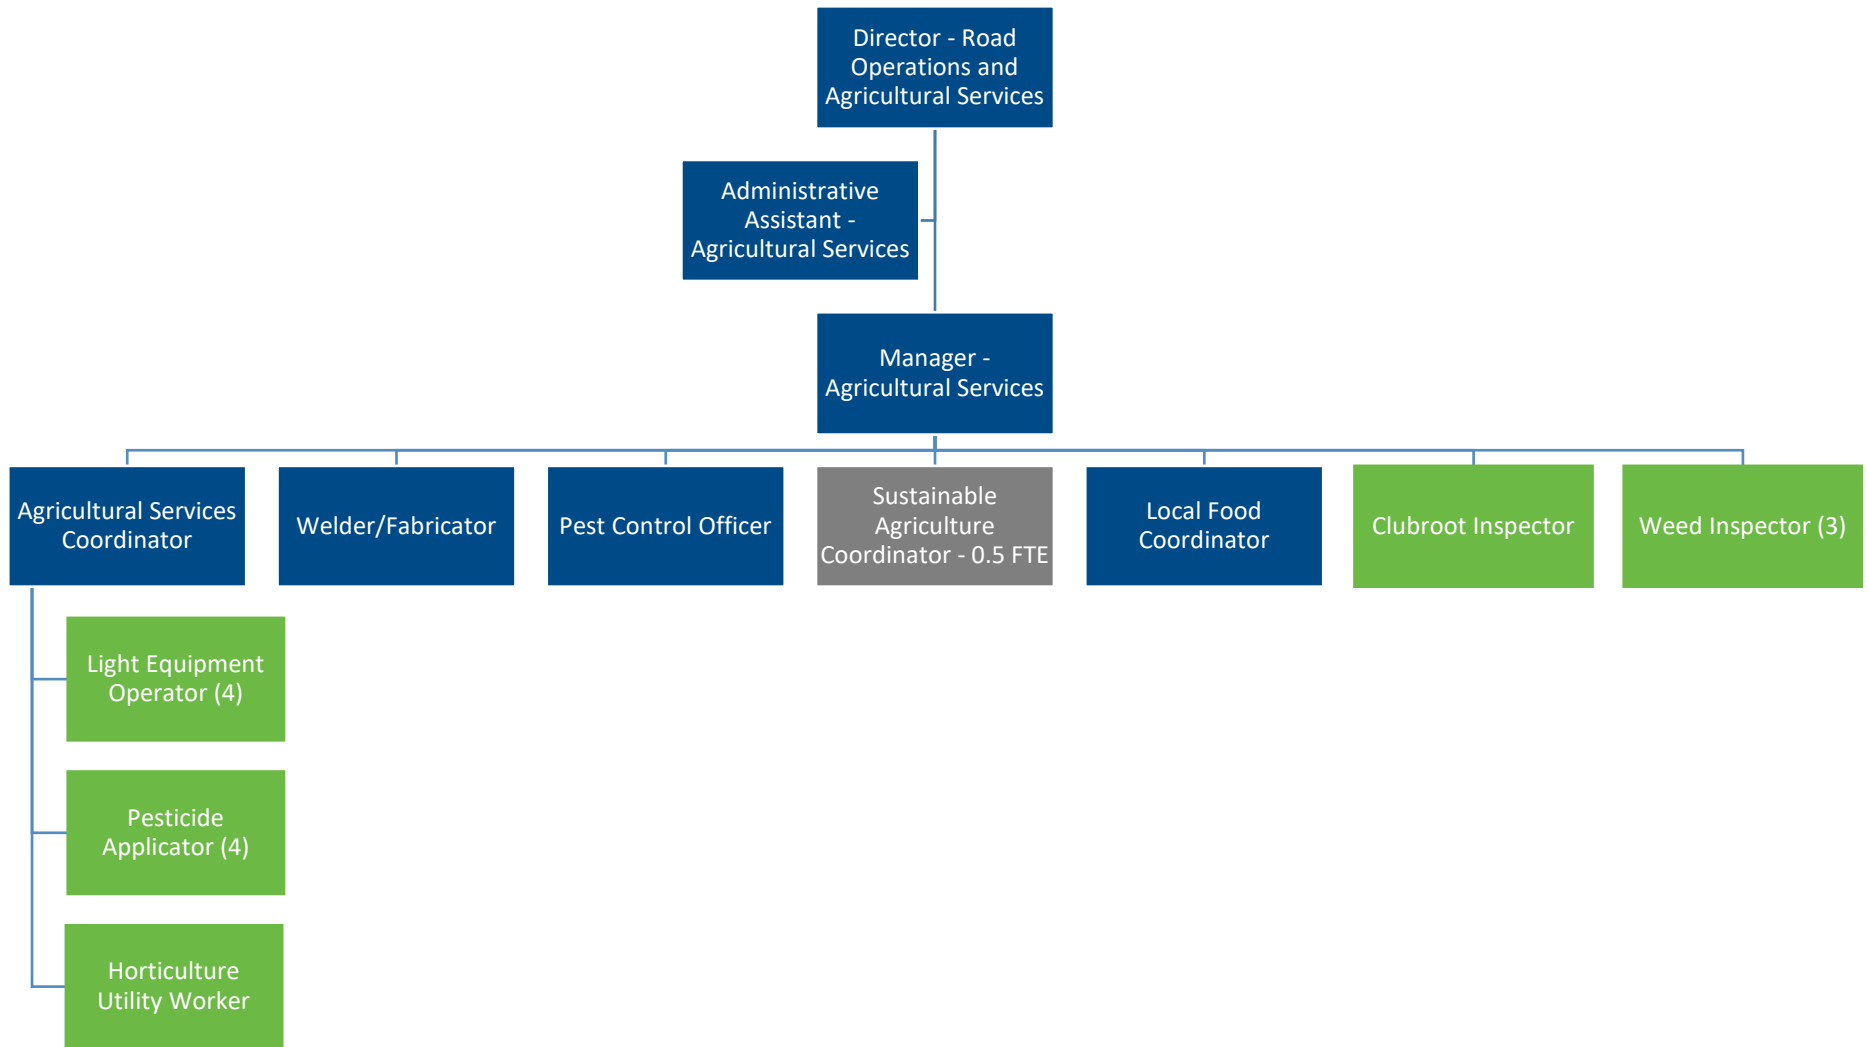 Director - Road
Operations and
Agricultural Services
Administrative
Assistant -
Agricultural Services
Manager -
Agricultural Services
Agricultural Services
Coordinator
Welder/Fabricator
Pest Control Officer
Sustainable
Agriculture
Coordinator - 0.5 FTE
Local Food
Coordinator
Clubroot Inspector
Weed Inspector (3)
Light Equipment
Operator (4)
Pesticide
Applicator (4)
Horticulture
Utility Worker